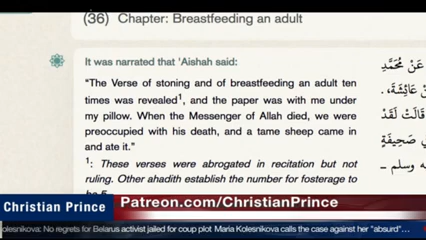 (36) Chapter: Breastfeeding an adult
It was narrated that 'Aishah said:
"The Verse of stoning and of breastfeeding an adult ten
times was revealed1, and the paper was with me under
my pillow. When the Messenger of Allah died, we were
preoccupied with his death, and a tame sheep came in
and ate it."
1: These verses were abrogated in recitation but not
ruling. Other ahadith establish the number for fosterage to
عَنْ مُحَمَّدِ
عَائِشَةَ، .
قَالَتْ لَقَدْ
صَحِيفَةٍ
وسلم ـ
Christian Prince
Patreon.com/ChristianPrince
olesnikova: No regrets for Belarus activist jailed for coup plot Maria Kolesnikova calls the case against her "absurd"...